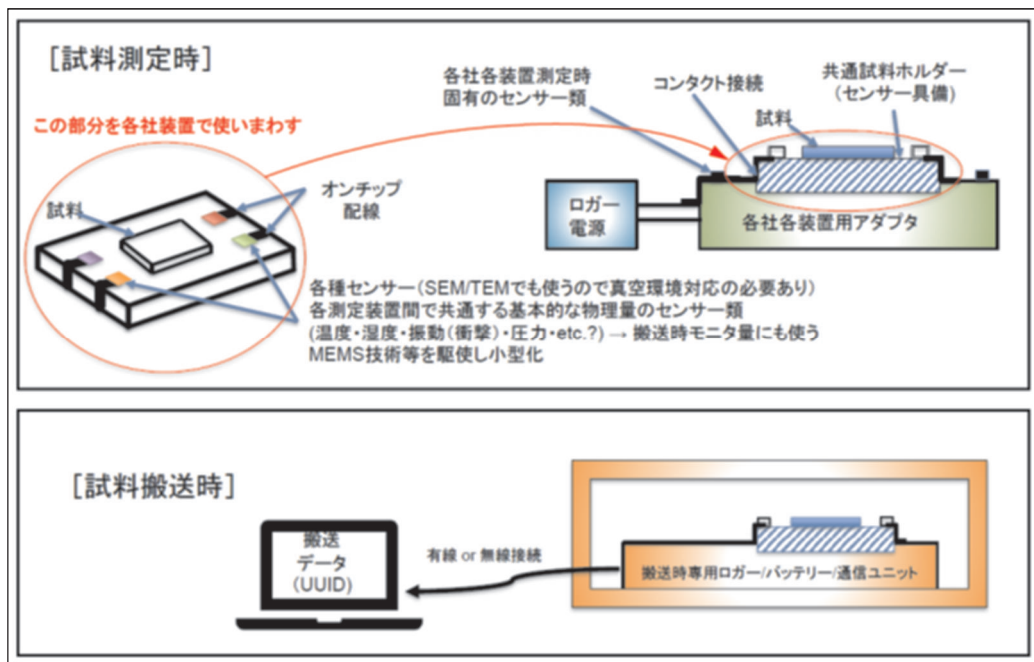 ［試料測定時］
各社各装置測定時
固有のセンサー類
コンタクト接続
共通試料ホルダー
（センサー具備）
試料
この部分を各社装置で使いまわす
試料
オンチップ
配線
ロガー
電源
各社各装置用アダプタ
各種センサー（SEM/TEMでも使うので真空環境対応の必要あり）
各測定装置間で共通する基本的な物理量のセンサー類
(温度・湿度・振動（衝撃）・圧力・etc.?) → 搬送時モニタ量にも使う
MEMS技術等を駆使し小型化
［試料搬送時］
搬送
データ
(UUID)
有線 or 無線接続
搬送時専用ロガー/バッテリー/通信ユニット